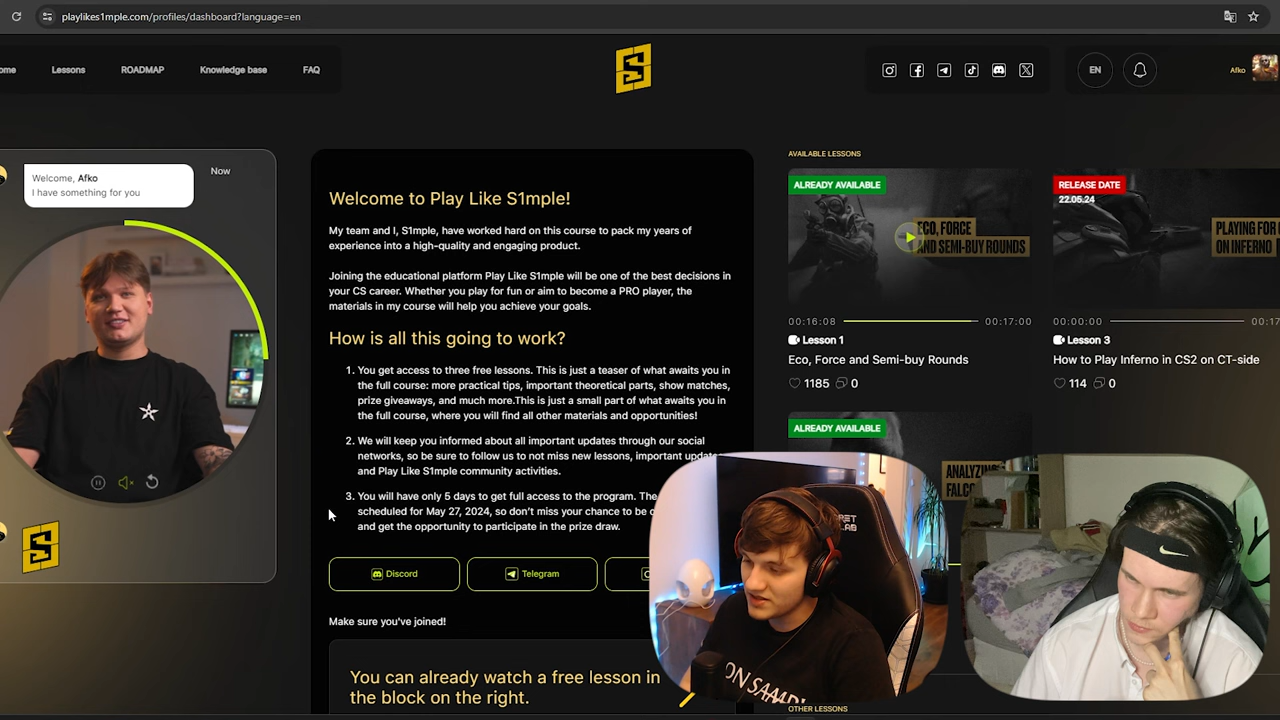 playlikes1mple.com/profiles/dashboard?language=en
Lessons
ROADMAP
Knowledge base
FAQ
EN
Afko
Welcome, Afko
I have something for you
Now
Welcome to Play Like S1mple!
My team and I, S1mple, have worked hard on this course to pack my years of
experience into a high-quality and engaging product.
Joining the educational platform Play Like S1mple will be one of the best decisions in
your CS career. Whether you play for fun or aim to become a PRO player, the
materials in my course will help you achieve your goals.
How is all this going to work?
1. You get access to three free lessons. This is just a teaser of what awaits you in
the full course: more practical tips, important theoretical parts, show matches,
prize giveaways, and much more.This is just a small part of what awaits you in
the full course, where you will find all other materials and opportunities!
2. We will keep you informed about all important updates through our social
networks, so be sure to follow us to not miss new lessons, important
and Play Like S1mple community activities.
3. You will have only 5 days to get full access to the program. The
scheduled for May 27, 2024, so don't miss your chance to be
and get the opportunity to participate in the prize draw.
Discord
Telegram
Make sure you've joined!
You can already watch a free lesson in
the block on the right.
AVAILABLE LESSONS
ALREADY AVAILABLE
ECO, FORCE
AND SEMI-BUY ROUNDS
00:16:08
00:17:00
Lesson 1
Eco, Force and Semi-buy Rounds
1185
0
RELEASE DATE
22.05.24
PLAYING FOR
ON INFERNO
00:00:00
Lesson 3
How to Play Inferno in CS2 on CT-side
114
0
ALREADY AVAILABLE
ANALYZING
OTHER LESSONS